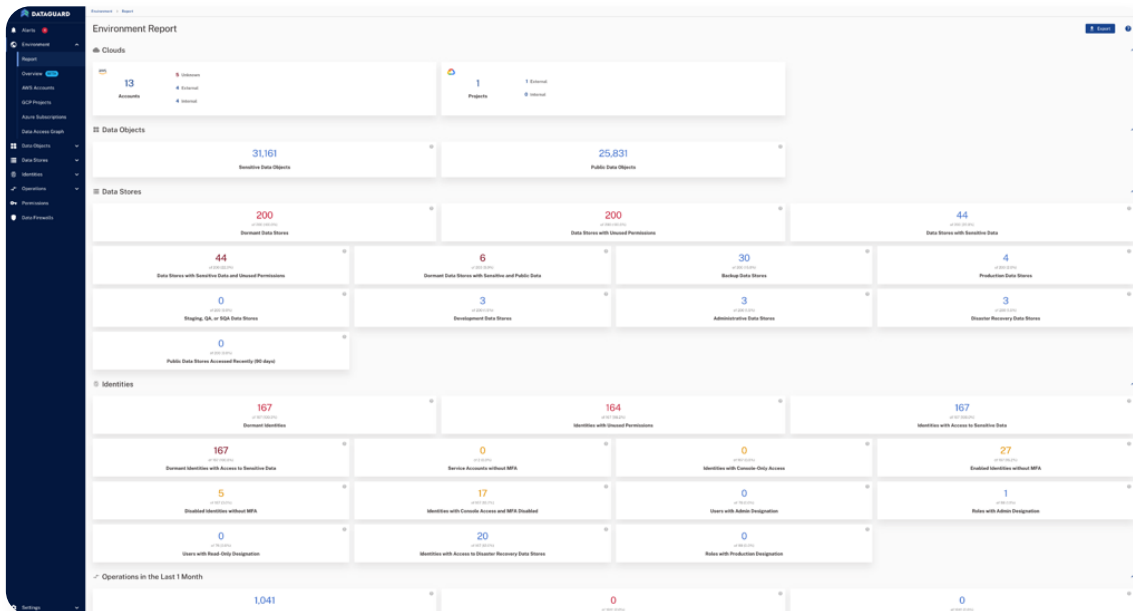 DATAGUARD
Environment > Report
Alerts
Environment
Report
Overview BETA
AWS Accounts
GCP Projects
Azure Subscriptions
Data Access Graph
Data Objects
Data Stores
Identities
Operations
Permissions
Data Firewalls
Settings
Environment Report
Export
Clouds
aws
13
Accounts
5 Unknown
4 External
4 Internal
1
Projects
1 External
0 Internal
Data Objects
31,161
Sensitive Data Objects
25,831
Public Data Objects
Data Stores
200
Dormant Data Stores
200
Data Stores with Unused Permissions
44
Data Stores with Sensitive Data
44
Data Stores with Sensitive Data and Unused Permissions
6
Dormant Data Stores with Sensitive and Public Data
30
Backup Data Stores
4
Production Data Stores
0
Staging, QA, or SQA Data Stores
3
Development Data Stores
3
Administrative Data Stores
3
Disaster Recovery Data Stores
0
Public Data Stores Accessed Recently (90 days)
Identities
167
Dormant Identities
164
Identities with Unused Permissions
167
Identities with Access to Sensitive Data
167
Dormant Identities with Access to Sensitive Data
0
Service Accounts without MFA
0
Identities with Console-Only Access
27
Enabled Identities without MFA
5
Disabled Identities without MFA
17
Identities with Console Access and MFA Disabled
0
Users with Admin Designation
1
Roles with Admin Designation
0
Users with Read-Only Designation
20
Identities with Access to Disaster Recovery Data Stores
0
Roles with Production Designation
Operations in the Last 1 Month
1,041
0
0